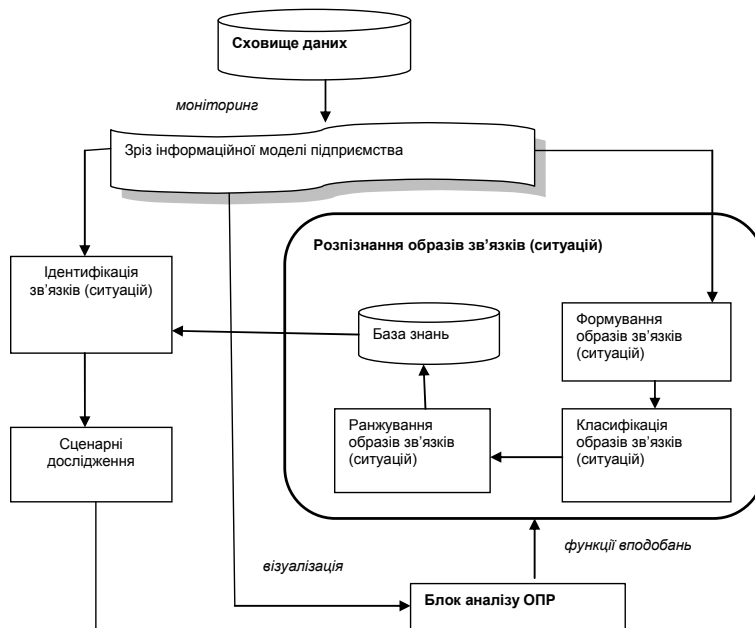 Сховище даних
моніторинг
Зріз інформаційної моделі підприємства
Розпізнання образів зв’язків (ситуацій)
Ідентифікація
зв’язків (ситуацій)
База знань
Формування
образів зв’язків
(ситуацій)
Ранжування
образів зв’язків
(ситуацій)
Класифікація
образів зв’язків
(ситуацій)
Сценарні
дослідження
функції вподобань
візуалізація
Блок аналізу ОПР